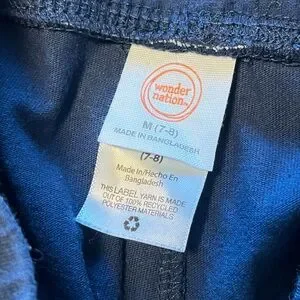 wonder
nation™
M (7-8)
MADE IN BANGLADESH
(7-8)
Made in/Hecho En
Bangladesh
THIS LABEL YARN IS MADE
OUT OF 100% RECYCLED
POLYESTER MATERIALS